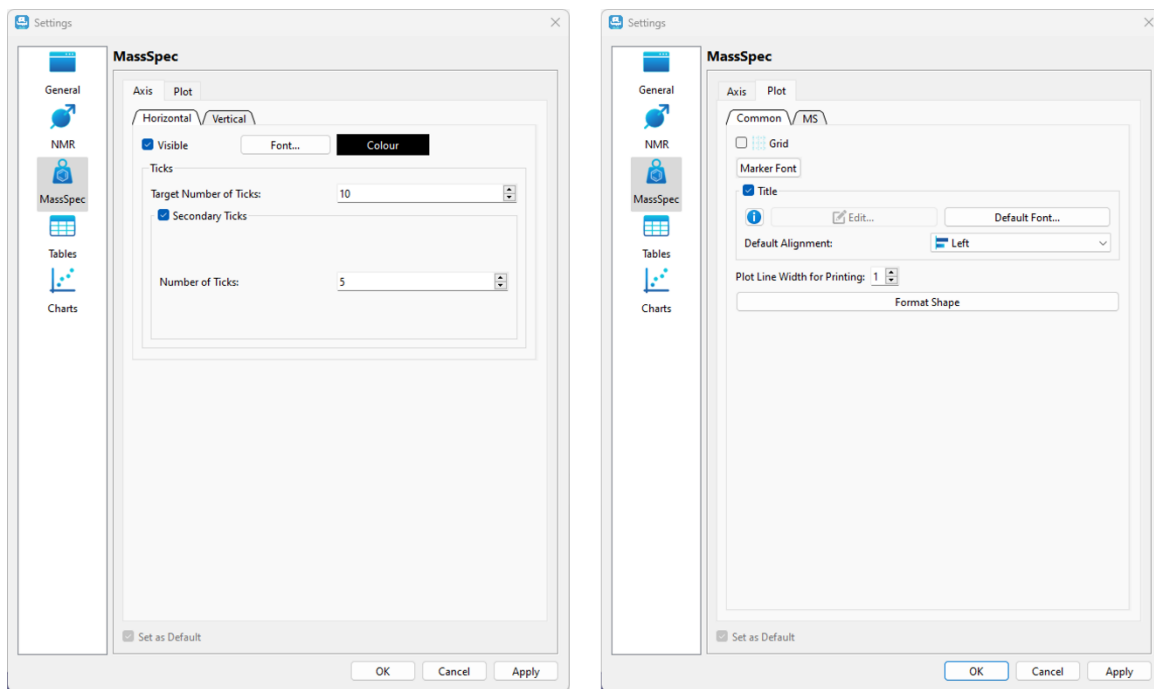 Settings
MassSpec
General
NMR
MassSpec
Tables
Charts
Axis Plot
Horizontal Vertical
Visible Font... Colour
Ticks
Target Number of Ticks: 10
Secondary Ticks
Number of Ticks: 5
Set as Default
OK Cancel Apply
Settings
MassSpec
General
NMR
MassSpec
Tables
Charts
Axis Plot
Common MS
Grid
Marker Font
Title
Edit... Default Font...
Default Alignment: Left
Plot Line Width for Printing: 1
Format Shape
Set as Default
OK Cancel Apply